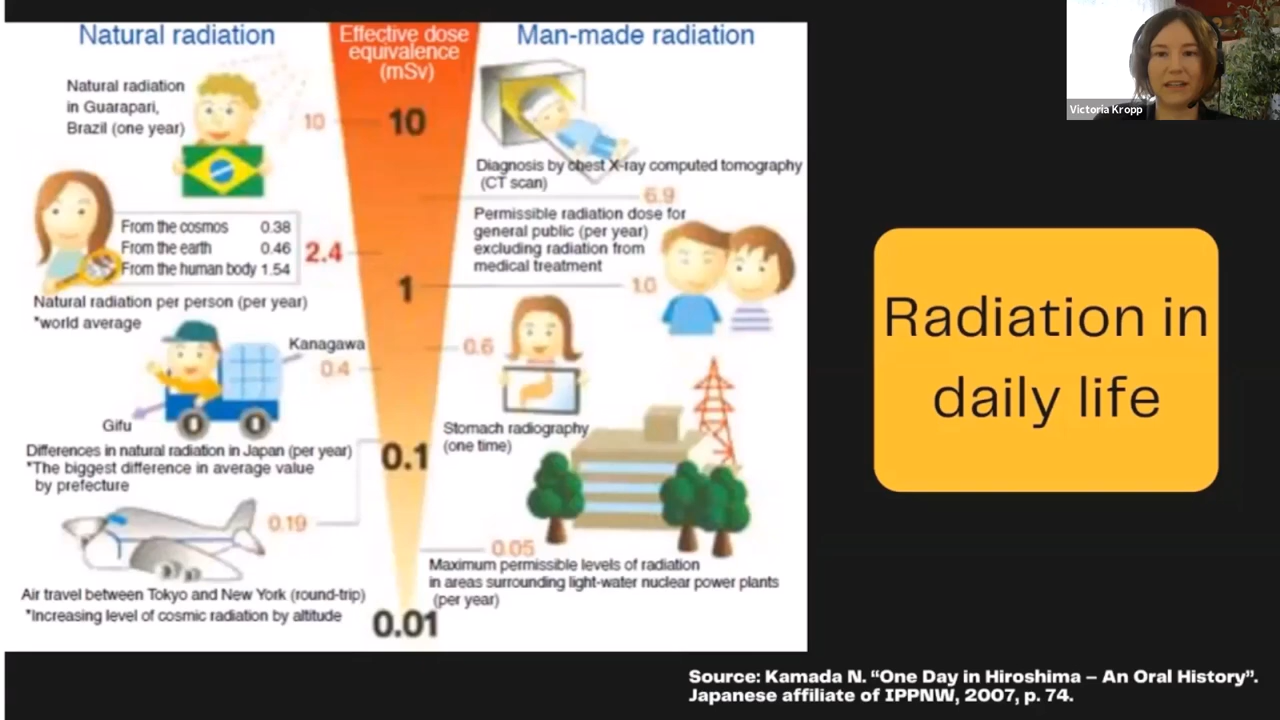 Natural radiation
Effective dose
equivalence
(mSv)
Man-made radiation
Victoria Kropp
Natural radiation
in Guarapari,
Brazil (one year)
10
10
Diagnosis by chest X-ray computed tomography
(CT scan)
6.9
From the cosmos 0.38
From the earth 0.46
From the human body 1.54
2.4
Natural radiation per person (per year)
*world average
Permissible radiation dose for
general public (per year)
excluding radiation from
medical treatment
1.0
1
Kanagawa
0.4
Gifu
Differences in natural radiation in Japan (per year)
*The biggest difference in average value
by prefecture
0.6
Stomach radiography
(one time)
0.1
0.19
Air travel between Tokyo and New York (round-trip)
*Increasing level of cosmic radiation by altitude
0.05
Maximum permissible levels of radiation
in areas surrounding light-water nuclear power plants
(per year)
0.01
Radiation in
daily life
Source: Kamada N. “One Day in Hiroshima – An Oral History”.
Japanese affiliate of IPPNW, 2007, p. 74.